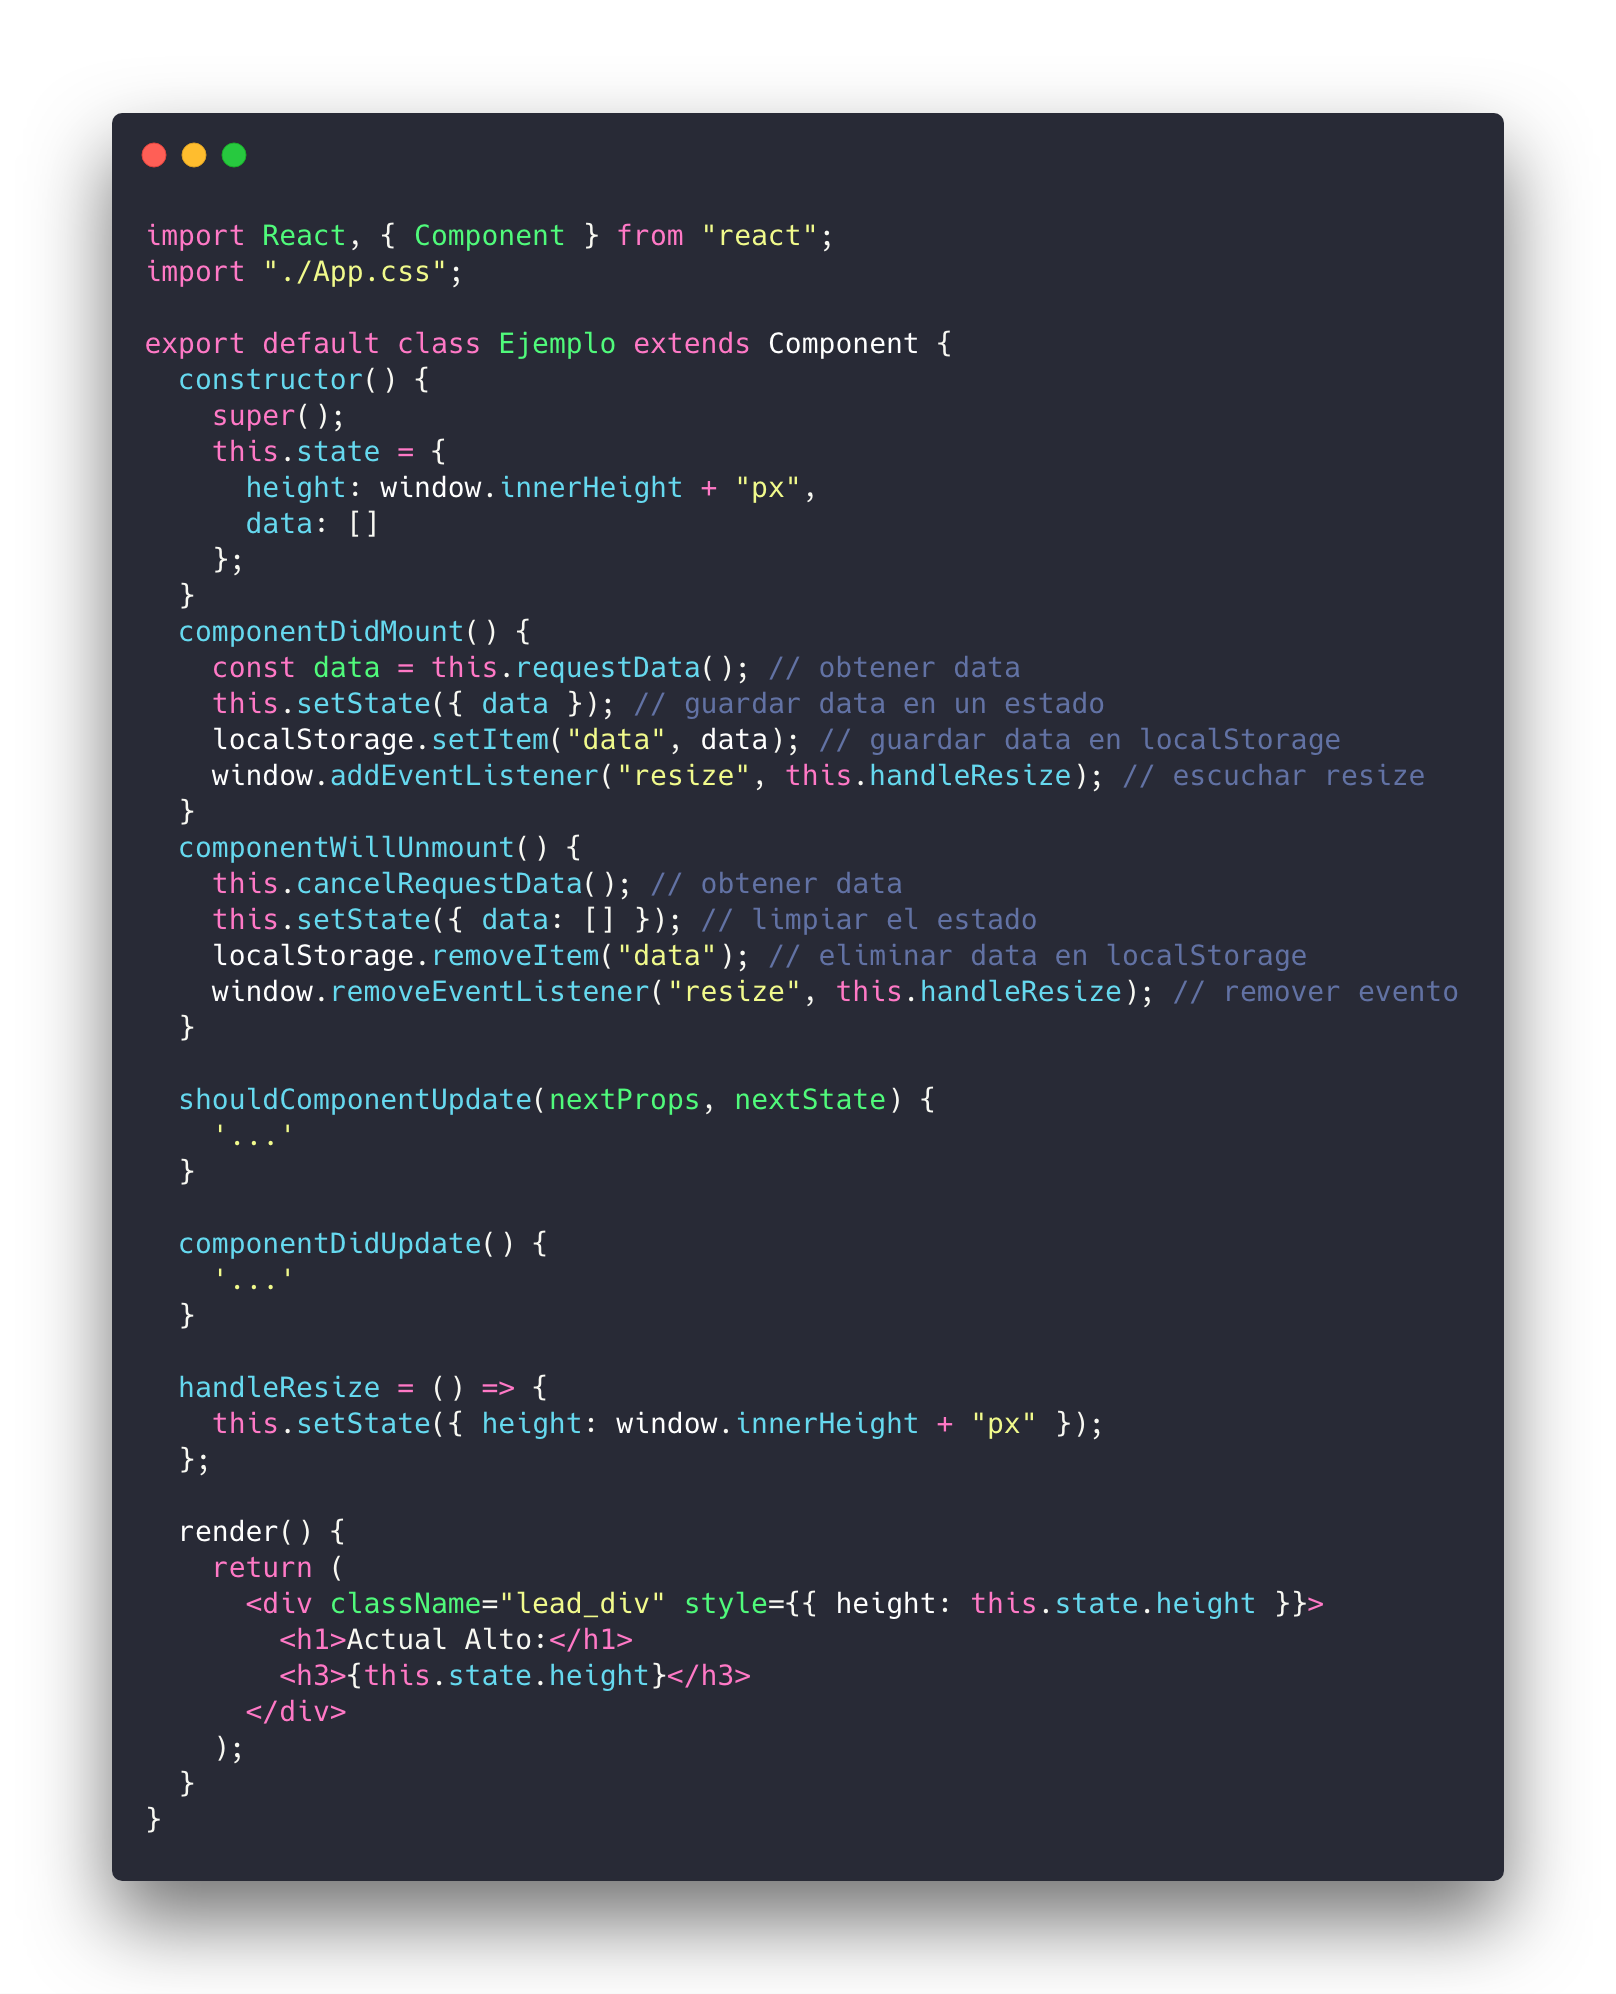 import React, { Component } from "react";
import "./App.css";

export default class Ejemplo extends Component {
  constructor() {
    super();
    this.state = {
      height: window.innerHeight + "px",
      data: []
    };
  }
  componentDidMount() {
    const data = this.requestData(); // obtener data
    this.setState({ data }); // guardar data en un estado
    localStorage.setItem("data", data); // guardar data en localStorage
    window.addEventListener("resize", this.handleResize); // escuchar resize
  }
  componentWillUnmount() {
    this.cancelRequestData(); // obtener data
    this.setState({ data: [] }); // limpiar el estado
    localStorage.removeItem("data"); // eliminar data en localStorage
    window.removeEventListener("resize", this.handleResize); // remover evento
  }

  shouldComponentUpdate(nextProps, nextState) {
    '...'
  }

  componentDidUpdate() {
    '...'
  }

  handleResize = () => {
    this.setState({ height: window.innerHeight + "px" });
  };

  render() {
    return (
      <div className="lead_div" style={{ height: this.state.height }}>
        <h1>Actual Alto:</h1>
        <h3>{this.state.height}</h3>
      </div>
    );
  }
}